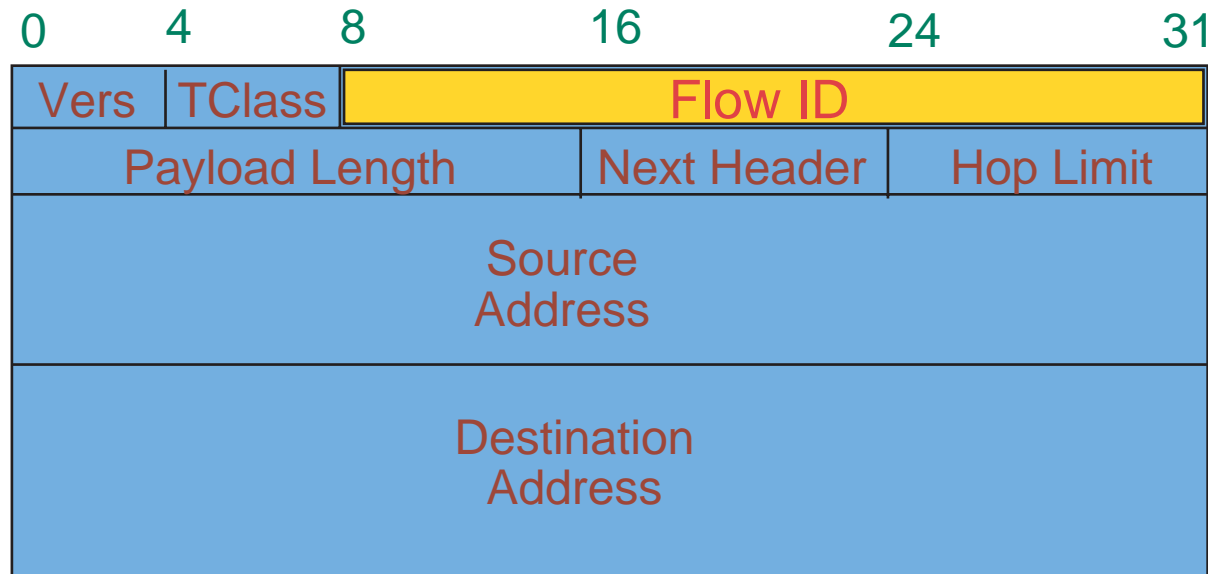 0 4 8 16 24 31
Vers TClass Flow ID
Payload Length Next Header Hop Limit
Source
Address
Destination
Address